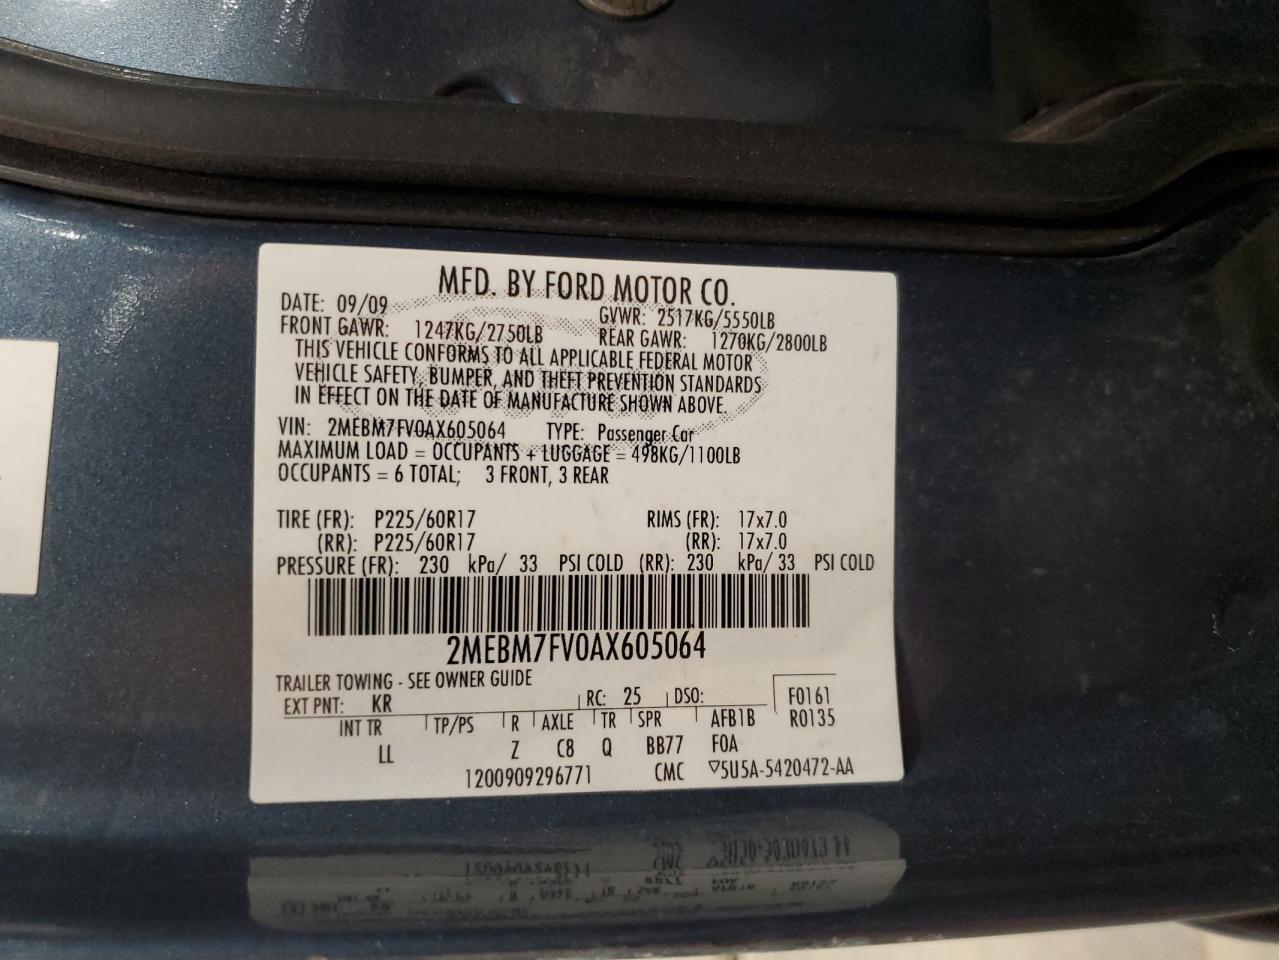 MFD. BY FORD MOTOR CO.
DATE: 09/09 GVWR: 2517KG/5550LB
FRONT GAWR: 1247KG/2750LB REAR GAWR: 1270KG/2800LB
THIS VEHICLE CONFORMS TO ALL APPLICABLE FEDERAL MOTOR
VEHICLE SAFETY, BUMPER, AND THEFT PREVENTION STANDARDS
IN EFFECT ON THE DATE OF MANUFACTURE SHOWN ABOVE.
VIN: 2MEBM7FV0AX605064 TYPE: Passenger Car
MAXIMUM LOAD = OCCUPANTS + LUGGAGE = 498KG/1100LB
OCCUPANTS = 6 TOTAL; 3 FRONT, 3 REAR
TIRE (FR): P225/60R17 RIMS (FR): 17x7.0
(RR): P225/60R17 (RR): 17x7.0
PRESSURE (FR): 230 kPa/ 33 PSI COLD (RR): 230 kPa/ 33 PSI COLD
2MEBM7FV0AX605064
TRAILER TOWING - SEE OWNER GUIDE
EXT PNT: KR RC: 25 DSO: F0161
INT TR TP/PS R AXLE TR SPR AFB1B R0135
LL Z C8 Q BB77 F0A
1200909296771 CMC ▽5U5A-5420472-AA